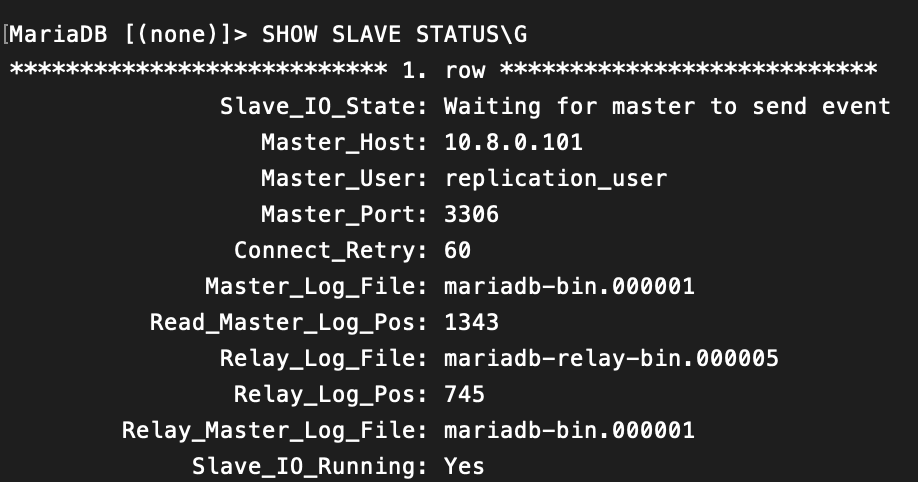 [MariaDB [(none)]> SHOW SLAVE STATUS\G
*************************** 1. row ***************************
Slave_IO_State: Waiting for master to send event
Master_Host: 10.8.0.101
Master_User: replication_user
Master_Port: 3306
Connect_Retry: 60
Master_Log_File: mariadb-bin.000001
Read_Master_Log_Pos: 1343
Relay_Log_File: mariadb-relay-bin.000005
Relay_Log_Pos: 745
Relay_Master_Log_File: mariadb-bin.000001
Slave_IO_Running: Yes